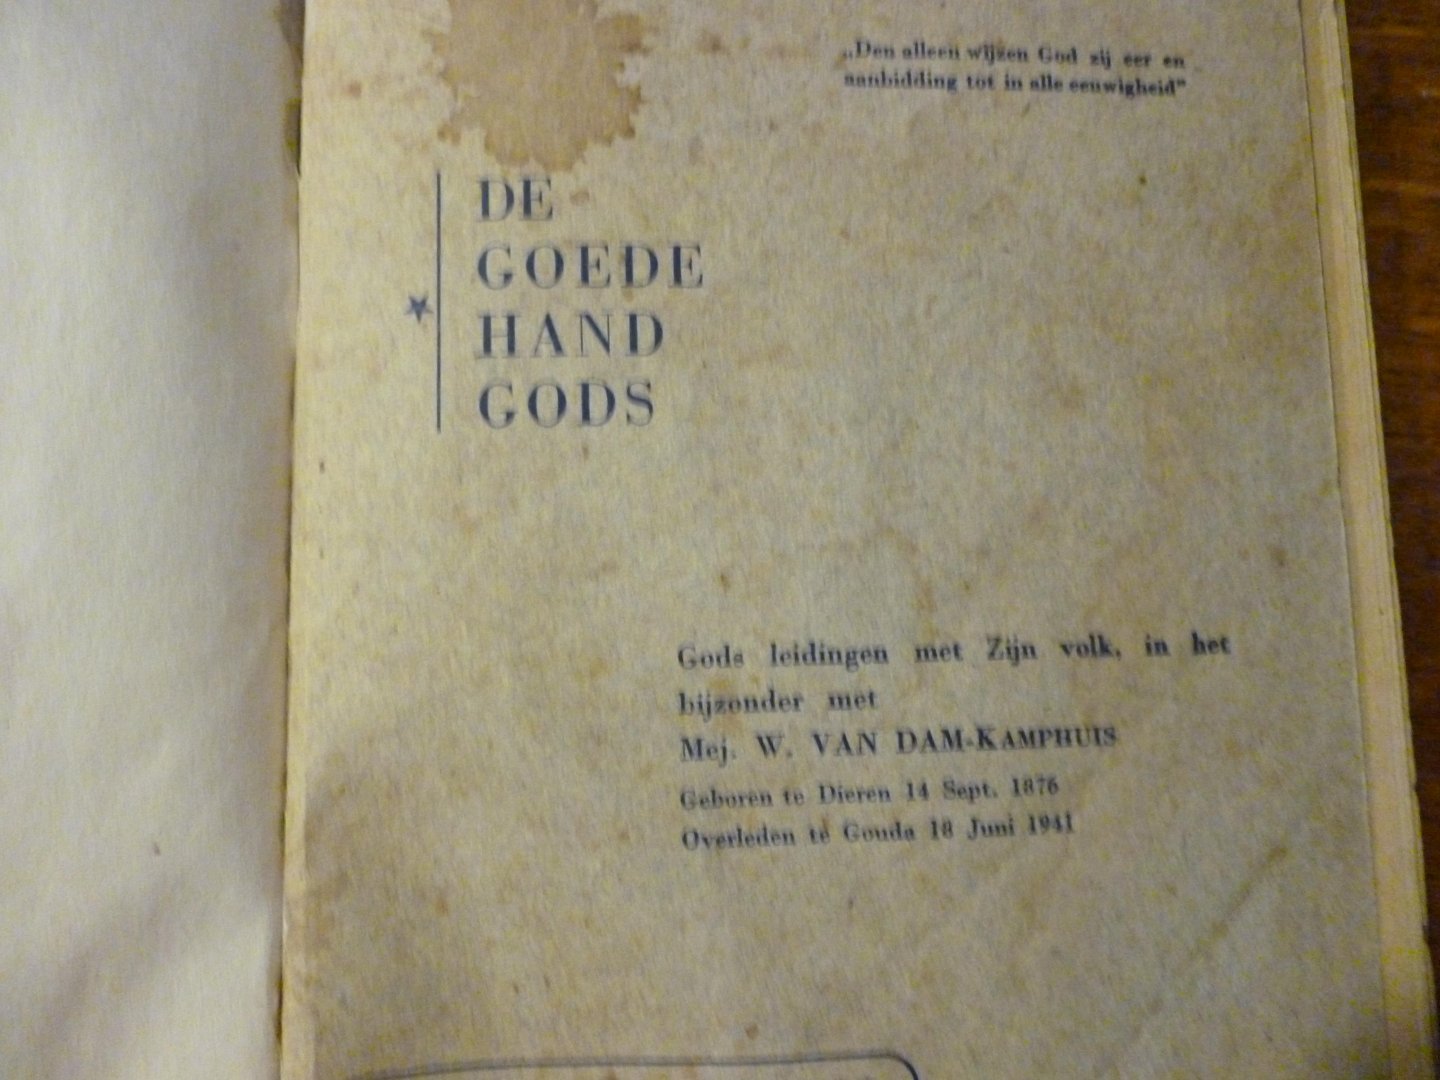 „Den alleen wijzen God zij eer en
aanbidding tot in alle eeuwigheid”
DE
GOEDE
HAND
GODS
Gods leidingen met Zijn volk, in het
bijzonder met
Mej. W. VAN DAM-KAMPHUIS
Geboren te Dieren 14 Sept. 1876
Overleden te Gouda 18 Juni 1941